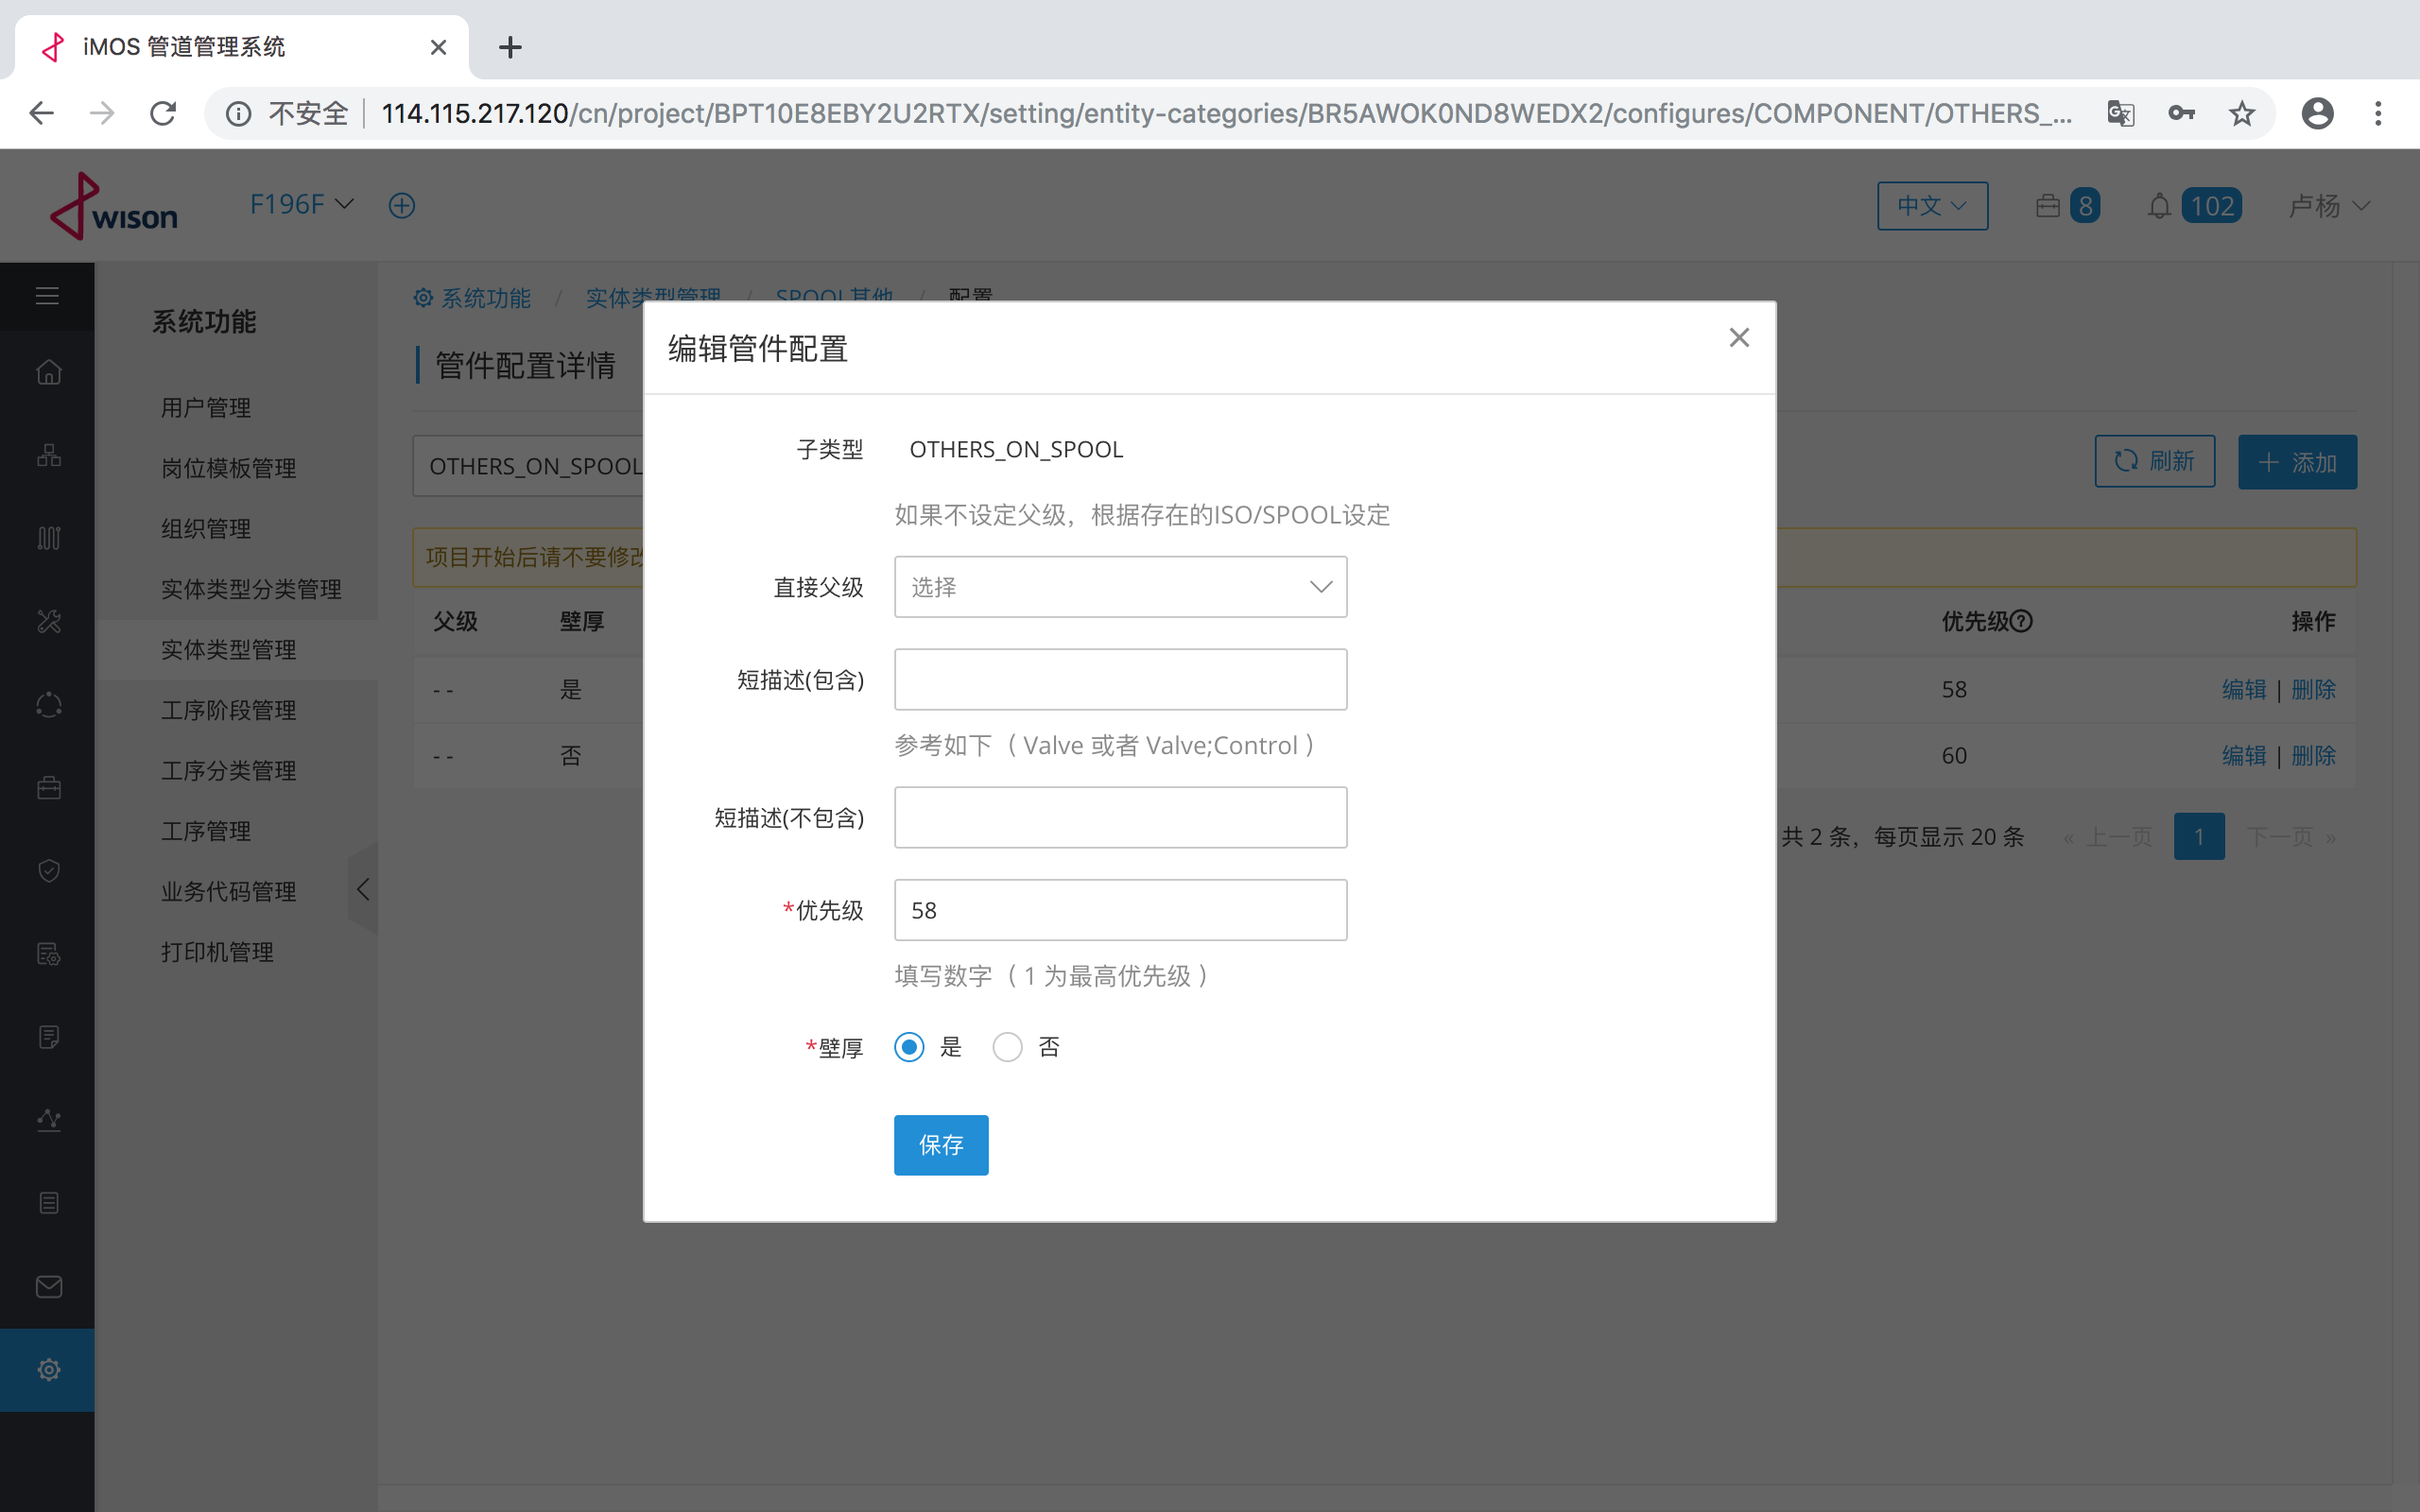 iMOS 管道管理系统
不安全 114.115.217.120/cn/project/BPT10E8EBY2U2RTX/setting/entity-categories/BR5AWOK0ND8WEDX2/configures/COMPONENT/OTHERS_...
wison F196F 中文 8 102 卢杨
系统功能
用户管理
岗位模板管理
组织管理
实体类型分类管理
实体类型管理
工序阶段管理
工序分类管理
工序管理
业务代码管理
打印机管理
系统功能 / 实体类型管理 / SPOOL其他 / 配置
管件配置详情
OTHERS_ON_SPOOL
刷新 + 添加
项目开始后请不要修改
父级 壁厚 优先级? 操作
- - 是 58 编辑 | 删除
- - 否 60 编辑 | 删除
共 2 条，每页显示 20 条 « 上一页 1 下一页 »
编辑管件配置
子类型 OTHERS_ON_SPOOL
如果不设定父级，根据存在的ISO/SPOOL设定
直接父级 选择
短描述(包含)
参考如下（ Valve 或者 Valve;Control ）
短描述(不包含)
*优先级 58
填写数字（ 1 为最高优先级 ）
*壁厚 是 否
保存